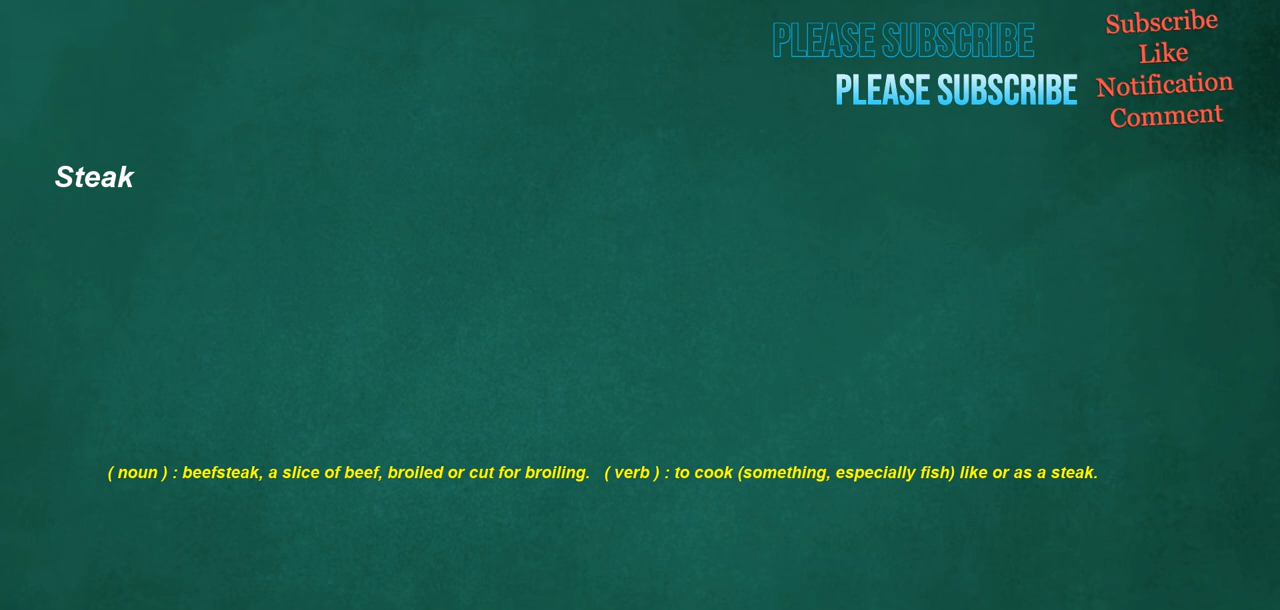 PLEASE SUBSCRIBE
PLEASE SUBSCRIBE
Subscribe
Like
Notification
Comment
Steak
( noun ) : beefsteak, a slice of beef, broiled or cut for broiling. ( verb ) : to cook (something, especially fish) like or as a steak.